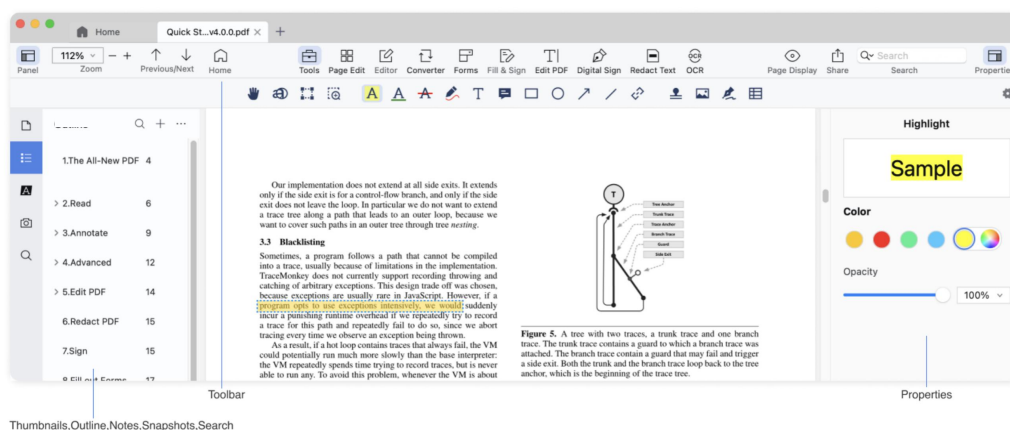 Home
Quick St...v4.0.0.pdf
112%
Panel
Zoom
Previous/Next
Home
Tools
Page Edit
Editor
Converter
Forms
Fill & Sign
Edit PDF
Digital Sign
Redact Text
OCR
OCR
Page Display
Share
Search
Search
Propertie
Highlight
Sample
Color
Opacity
100%
1.The All-New PDF 4
> 2.Read 6
> 3.Annotate 9
> 4.Advanced 12
> 5.Edit PDF 14
6.Redact PDF 15
7.Sign 15
8.Fill out Forms 17
Our implementation does not extend at all side exits. It extends
only if the side exit is for a control-flow branch, and only if the side
exit does not leave the loop. In particular we do not want to extend
a trace tree along a path that leads to an outer loop, because we
want to cover such paths in an outer tree through tree nesting.
3.3 Blacklisting
Sometimes, a program follows a path that cannot be compiled
into a trace, usually because of limitations in the implementation.
TraceMonkey does not currently support recording throwing and
catching of arbitrary exceptions. This design trade off was chosen,
because exceptions are usually rare in JavaScript. However, if a
program opts to use exceptions intensively, we would suddenly
incur a punishing runtime overhead if we repeatedly try to record
a trace for this path and repeatedly fail to do so, since we abort
tracing every time we observe an exception being thrown.
As a result, if a hot loop contains traces that always fail, the VM
could potentially run much more slowly than the base interpreter:
the VM repeatedly spends time trying to record traces, but is never
able to run any. To avoid this problem, whenever the VM is about
T
Tree Anchor
Trunk Trace
Trace Anchor
Branch Trace
Guard
Side Exit
Figure 5. A tree with two traces, a trunk trace and one branch
trace. The trunk trace contains a guard to which a branch trace was
attached. The branch trace contain a guard that may fail and trigger
a side exit. Both the trunk and the branch trace loop back to the tree
anchor, which is the beginning of the trace tree.
Toolbar
Properties
Thumbnails,Outline,Notes,Snapshots,Search